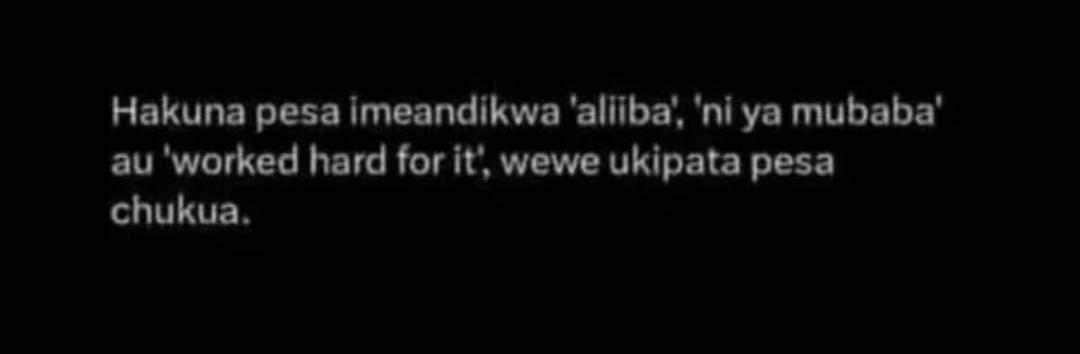 Hakuna pesa imeandikwa 'aliiba', 'ni ya mubaba'
au 'worked hard for it', wewe ukipata pesa
chukua.